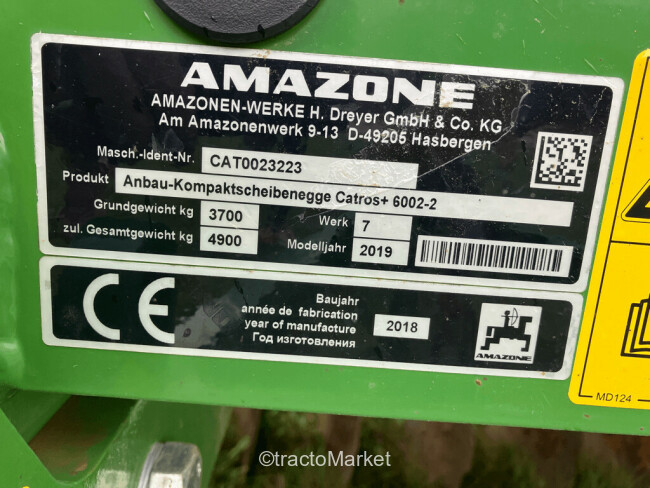 AMAZONE
AMAZONEN-WERKE H. Dreyer GmbH & Co. KG
Am Amazonenwerk 9-13 D-49205 Hasbergen
Masch.-Ident-Nr. CAT0023223
Produkt Anbau-Kompaktscheibenegge Catros+ 6002-2
Grundgewicht kg 3700 Werk 7
zul. Gesamtgewicht kg 4900 Modelljahr 2019
CE
Baujahr
année de fabrication
year of manufacture 2018
Год изготовления
AMAZONE
MD124
©tractoMarket